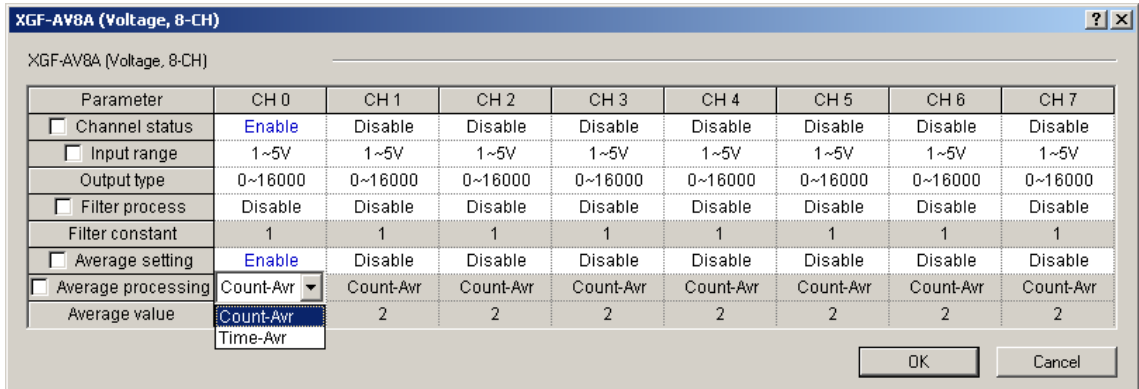 XGF-AV8A (Voltage, 8-CH)
XGF-AV8A (Voltage, 8-CH)
Parameter CH 0 CH 1 CH 2 CH 3 CH 4 CH 5 CH 6 CH 7
Channel status Enable Disable Disable Disable Disable Disable Disable Disable
Input range 1~5V 1~5V 1~5V 1~5V 1~5V 1~5V 1~5V 1~5V
Output type 0~16000 0~16000 0~16000 0~16000 0~16000 0~16000 0~16000 0~16000
Filter process Disable Disable Disable Disable Disable Disable Disable Disable
Filter constant 1 1 1 1 1 1 1 1
Average setting Enable Disable Disable Disable Disable Disable Disable Disable
Average processing Count-Avr Count-Avr Count-Avr Count-Avr Count-Avr Count-Avr Count-Avr Count-Avr
Average value Count-Avr 2 2 2 2 2 2 2
Time-Avr
OK Cancel